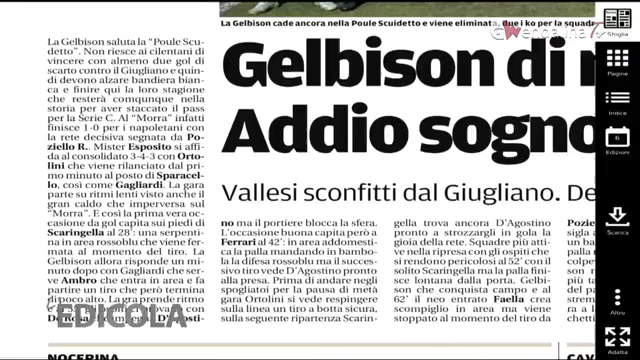 La Gelbison cade ancora nella Poule Scuidetto e viene eliminata, due i ko per la squadra
Gwendalina TV
La Gelbison saluta la "Poule Scu-
detto". Non riesce ai cilentani di
vincere con almeno due gol di
scarto contro il Giugliano e quin-
di devono alzare bandiera bianca
e finire qui la loro stagione
che resterà comqunque nella
storia per aver staccato il pass
per la Serie C. Al "Morra" infatti
finisce 1-0 per i napoletani con
la rete decisiva segnata da Po-
ziello R.. Mister Esposito si affi-
da al consolidato 3-4-3 con Orto-
lini che viene rilanciato dal primo
minuto al posto di Sparacel-
lo, così come Gagliardi. La gara
parte su ritmi lenti visto anche il
gran caldo che imperversa sul
"Morra". E così la prima vera oc-
casione da gol capita sui piedi di
Scaringella al 28': una serpenti-
na in area rossoblu che viene fer-
mata al momento del tiro. La
Gelbison allora risponde un mi-
nuto dopo con Gagliardi che ser-
ve Ambro che entra in area e fa
partire un tiro che però termina
di poco alto. La gara prende ritmo
EDICOLA
Gelbison di
Addio sogno
Vallesi sconfitti dal Giugliano. De
no ma il portiere blocca la sfera.
L'occasione buona capita però a
Ferrari al 42': in area addomesti-
ca la palla mandando in bambo-
la la difesa rossoblu ma il succes-
sivo tiro vede D'Agostino pronto
alla presa. Prima di andare negli
spogliatoi per la pausa di metà
gara Ortolini si vede respingere
sulla linea un tiro a botta sicura,
sulla seguente ripartenza Scarin-
gella trova ancora D'Agostino
pronto a strozzargli in gola la
gioia della rete. Squadre più atti-
ve nella ripresa con gli ospiti che
si rendono pericolosi al 52' con il
solito Scaringella ma la palla fini-
sce lontana dalla porta. Gelbison
che conquista campo e al
62' il neo entrato Faella crea
scompiglio in area ma viene
stoppato al momento del tiro da
Sfoglia
Pagine
Indice
6
Edizioni
Scarica
Altro
Adatta
NOCERINA
CAV